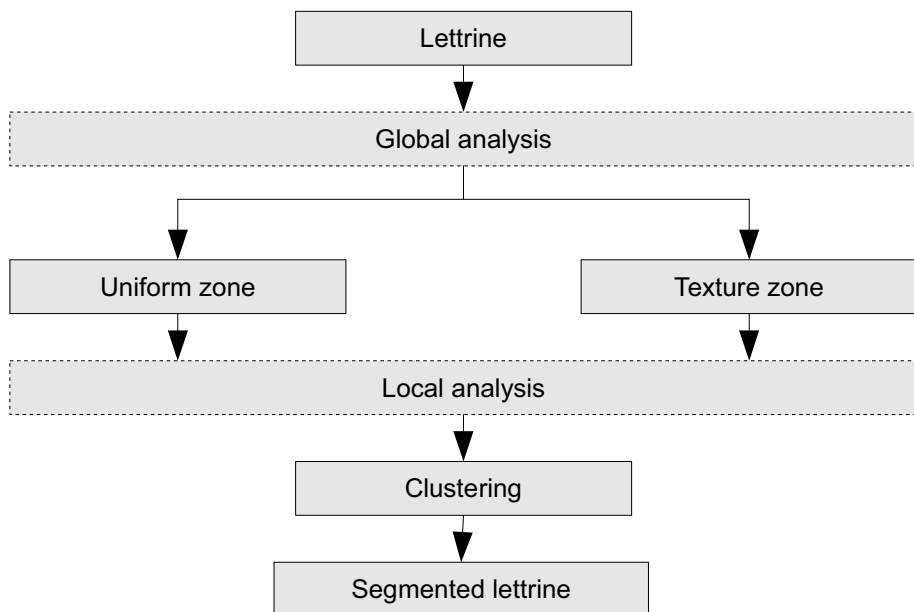 Lettrine
Global analysis
Uniform zone
Texture zone
Local analysis
Clustering
Segmented lettrine